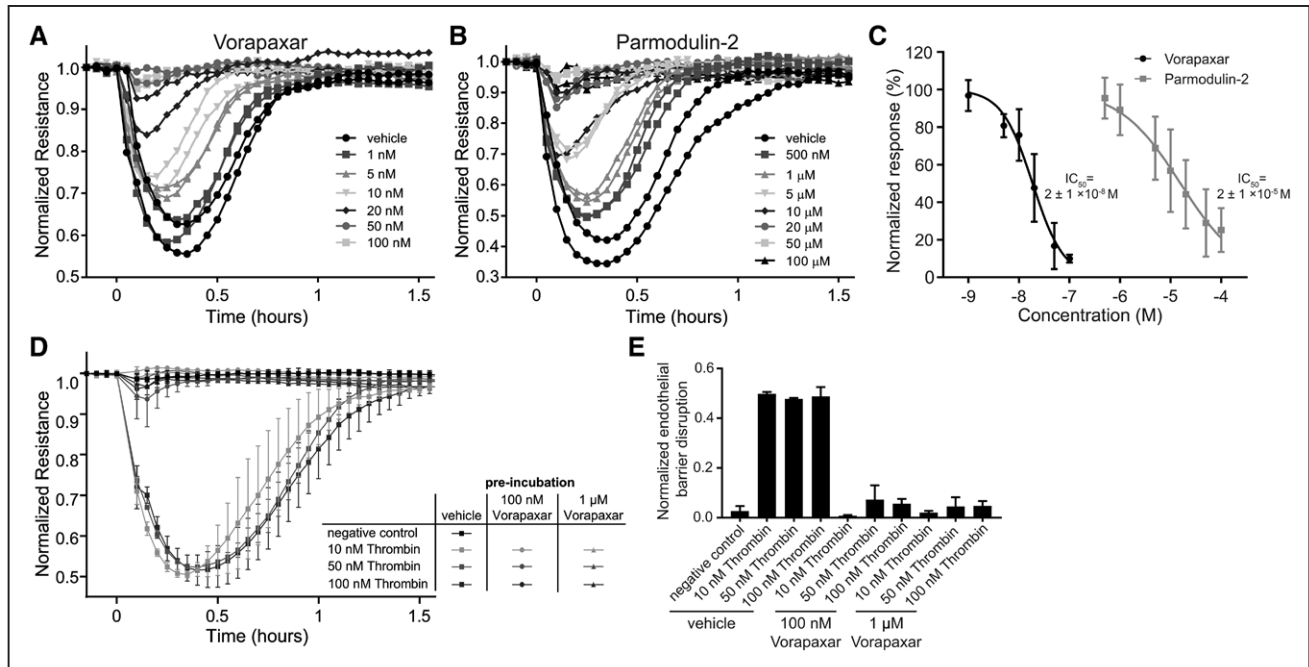 A
Vorapaxar
Normalized Resistance
1.0
0.9
0.8
0.7
0.6
0.5
0
0.5
1
1.5
Time (hours)
vehicle
1 nM
5 nM
10 nM
20 nM
50 nM
100 nM
B
Parmodulin-2
Normalized Resistance
1.0
0.9
0.8
0.7
0.6
0.5
0.4
0.3
0
0.5
1
1.5
Time (hours)
vehicle
500 nM
1 μM
5 μM
10 μM
20 μM
50 μM
100 μM
C
Vorapaxar
Parmodulin-2
Normalized response (%)
120
100
80
60
40
20
0
-9
-8
-7
-6
-5
-4
Concentration (M)
IC50=
2 ± 1 ×10-8 M
IC50=
2 ± 1 ×10-5 M
D
Normalized Resistance
1.0
0.9
0.8
0.7
0.6
0.5
0
0.5
1
1.5
Time (hours)
pre-incubation
vehicle
100 nM
Vorapaxar
1 μM
Vorapaxar
negative control
10 nM Thrombin
50 nM Thrombin
100 nM Thrombin
E
Normalized endothelial
barrier disruption
0.6
0.4
0.2
0.0
negative control
10 nM Thrombin
50 nM Thrombin
100 nM Thrombin
10 nM Thrombin
50 nM Thrombin
100 nM Thrombin
10 nM Thrombin
50 nM Thrombin
100 nM Thrombin
vehicle
100 nM
Vorapaxar
1 μM
Vorapaxar